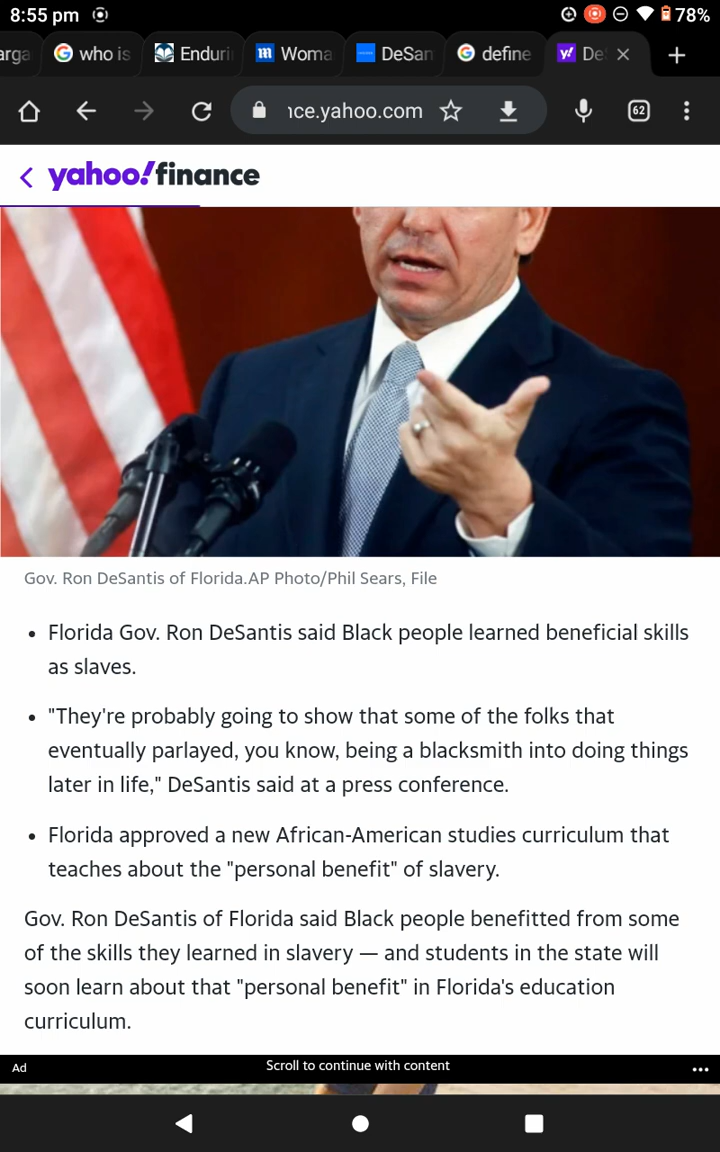 8:55 pm 78%
arga who is Enduri Woma DeSan define De
nce.yahoo.com 62
yahoo!finance
Gov. Ron DeSantis of Florida.AP Photo/Phil Sears, File
• Florida Gov. Ron DeSantis said Black people learned beneficial skills
as slaves.
• "They're probably going to show that some of the folks that
eventually parlayed, you know, being a blacksmith into doing things
later in life," DeSantis said at a press conference.
• Florida approved a new African-American studies curriculum that
teaches about the "personal benefit" of slavery.
Gov. Ron DeSantis of Florida said Black people benefitted from some
of the skills they learned in slavery — and students in the state will
soon learn about that "personal benefit" in Florida's education
curriculum.
Ad Scroll to continue with content